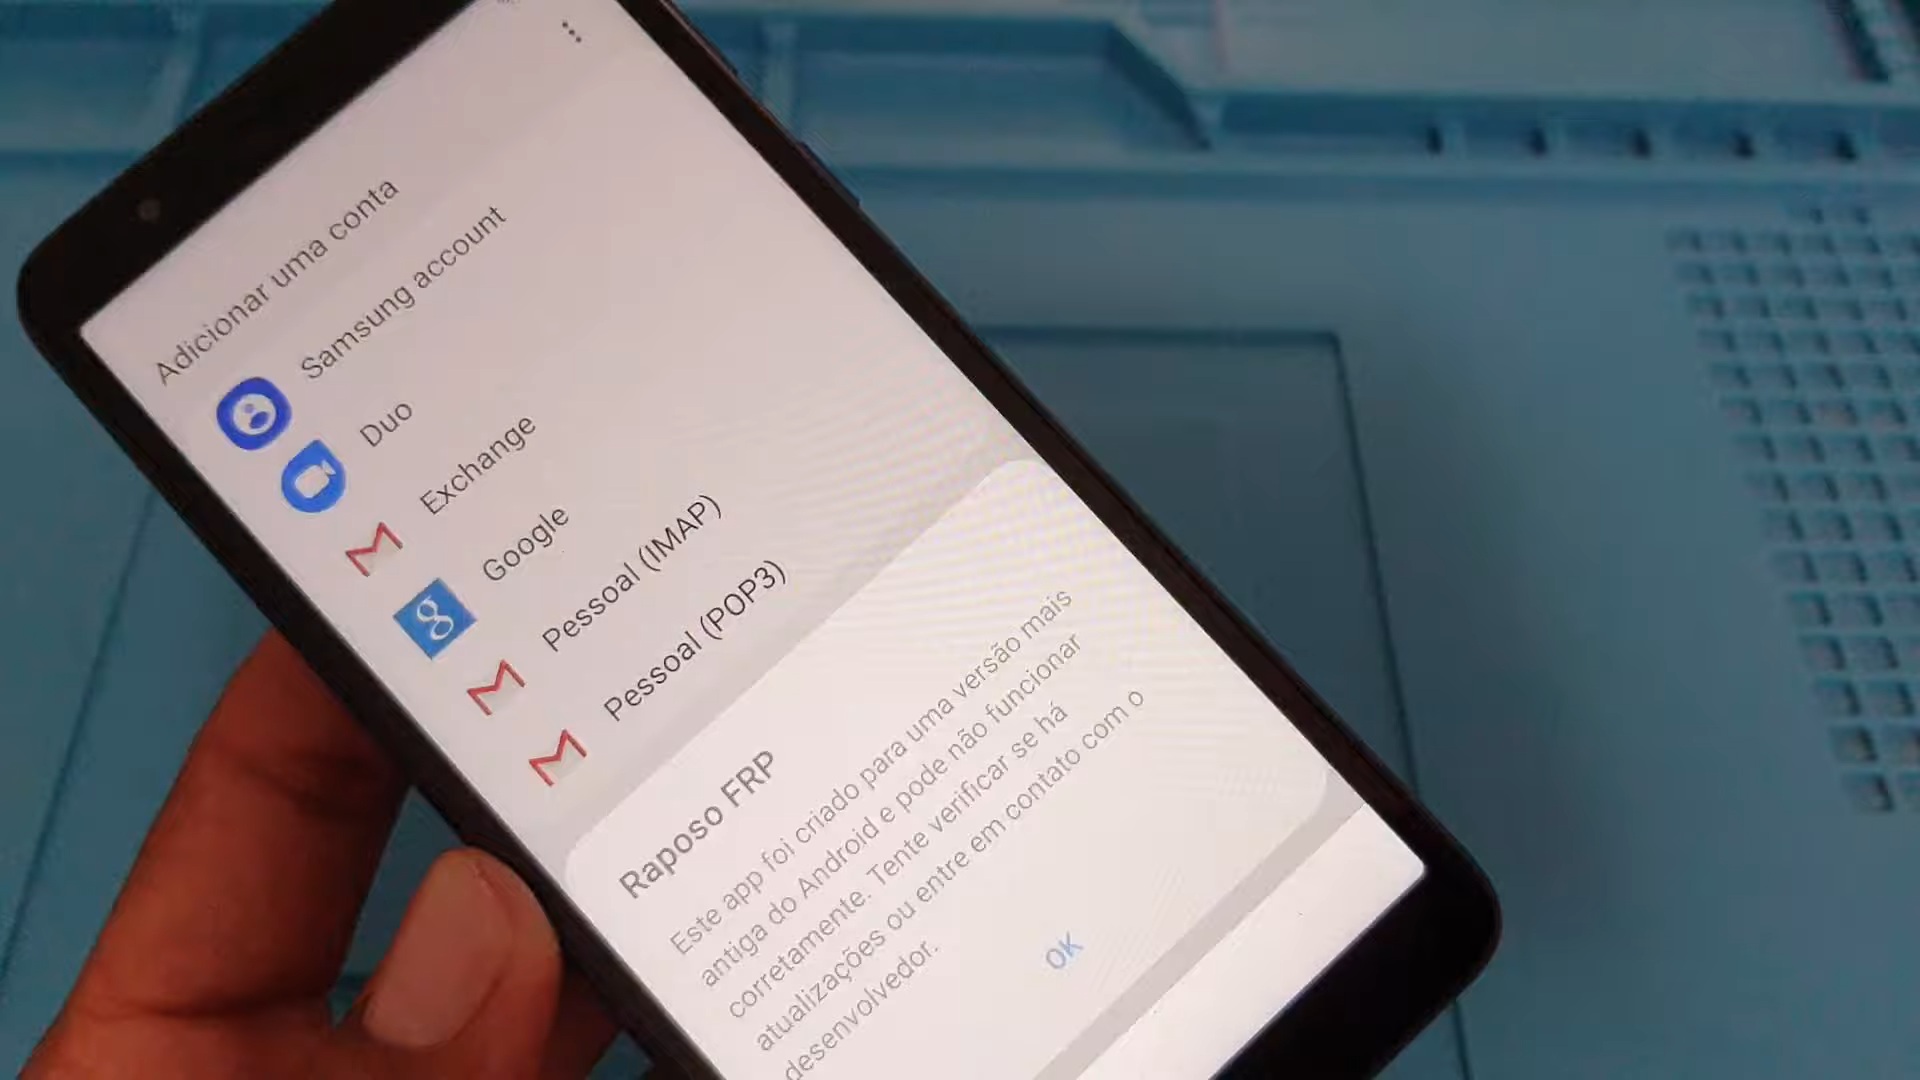 Adicionar uma conta
Samsung account
Duo
Exchange
Google
Pessoal (IMAP)
Pessoal (POP3)
Raposo FRP
Este app foi criado para uma versão mais
antiga do Android e pode não funcionar
corretamente. Tente verificar se há
atualizações ou entre em contato com o
desenvolvedor.
OK